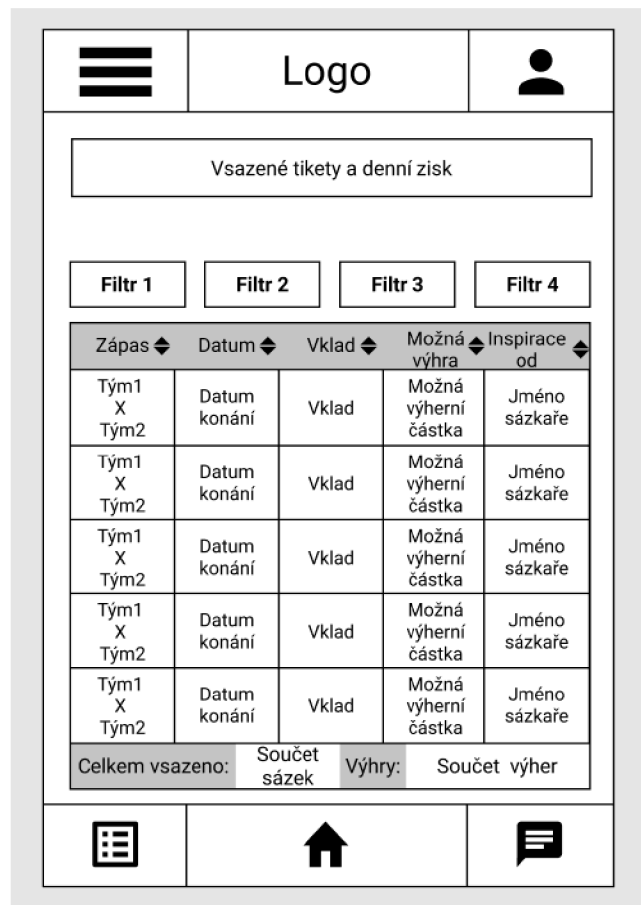 Logo
Vsazené tikety a denní zisk
Filtr 1 Filtr 2 Filtr 3 Filtr 4
Zápas Datum Vklad Možná výhra Inspirace od
Tým1
X
Tým2
Datum
konání
Vklad
Možná
výherní
částka
Jméno
sázkaře
Tým1
X
Tým2
Datum
konání
Vklad
Možná
výherní
částka
Jméno
sázkaře
Tým1
X
Tým2
Datum
konání
Vklad
Možná
výherní
částka
Jméno
sázkaře
Tým1
X
Tým2
Datum
konání
Vklad
Možná
výherní
částka
Jméno
sázkaře
Tým1
X
Tým2
Datum
konání
Vklad
Možná
výherní
částka
Jméno
sázkaře
Celkem vsazeno:
Součet
sázek
Výhry:
Součet výher